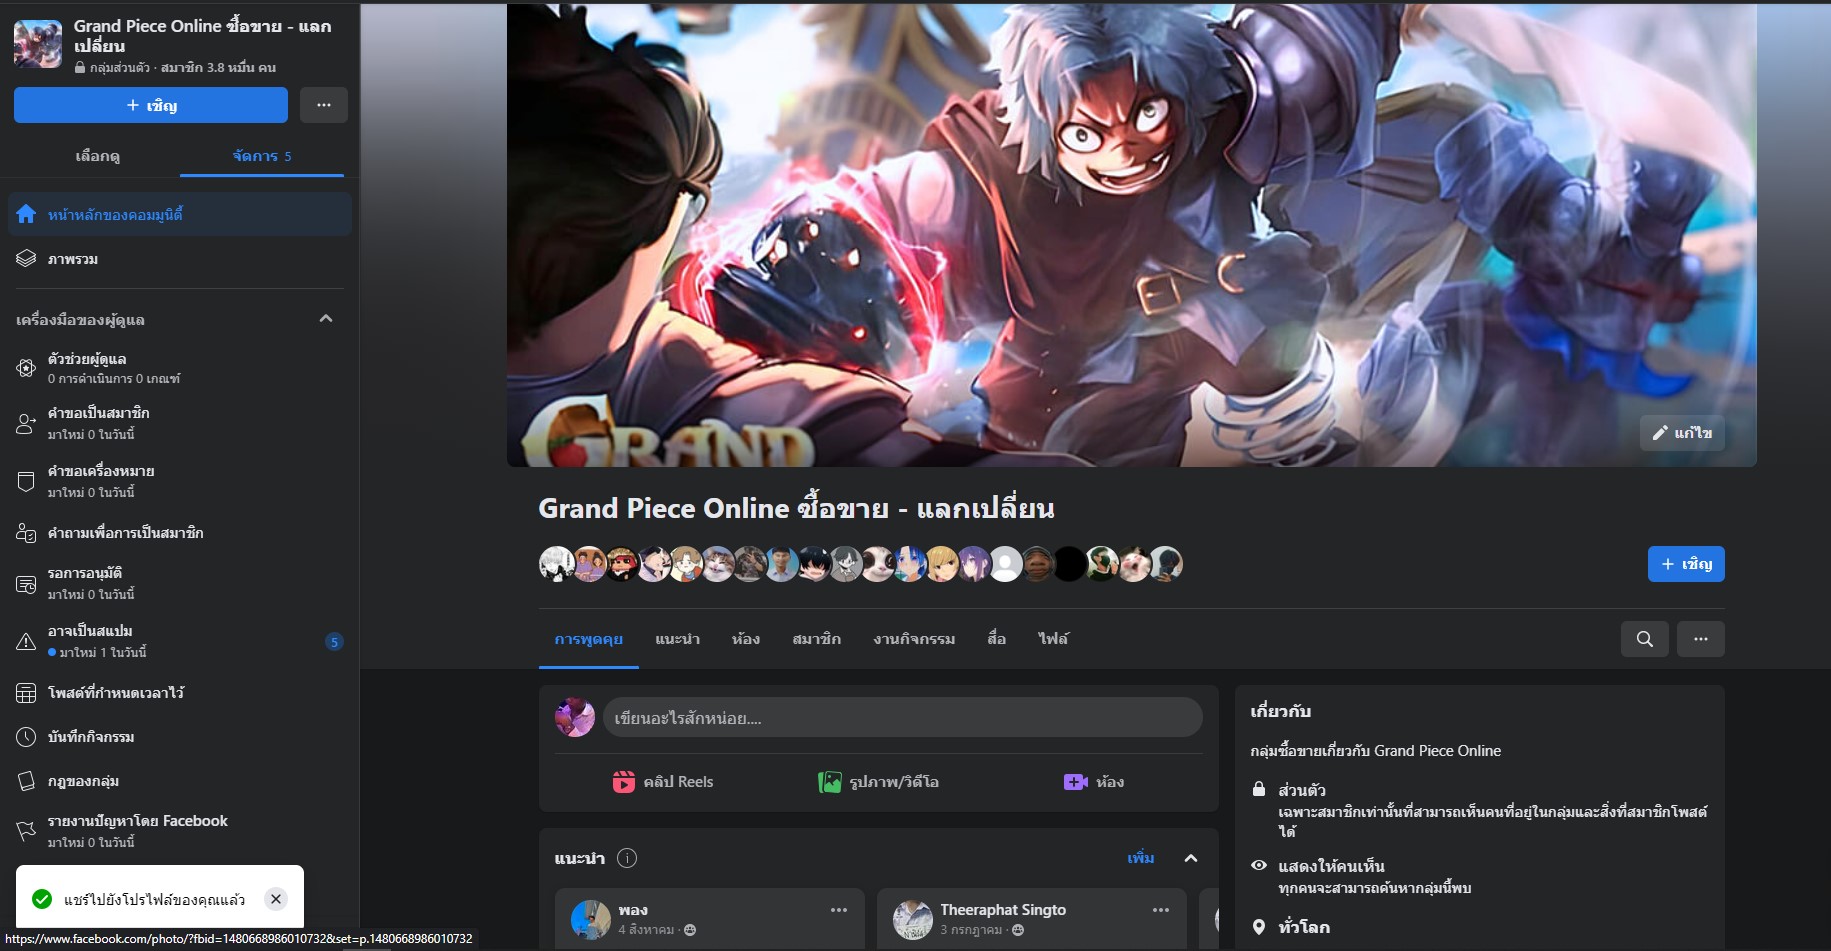 Grand Piece Online ซื้อขาย - แลก
เปลี่ยน
กลุ่มส่วนตัว · สมาชิก 3.8 หมื่น คน
+ เชิญ
เลือกดู
จัดการ 5
หน้าหลักของคอมมูนิตี้
ภาพรวม
เครื่องมือของผู้ดูแล
ตัวช่วยผู้ดูแล
0 การดำเนินการ 0 เกณฑ์
คำขอเป็นสมาชิก
มาใหม่ 0 ในวันนี้
คำขอเครื่องหมาย
มาใหม่ 0 ในวันนี้
คำถามเพื่อการเป็นสมาชิก
รอการอนุมัติ
มาใหม่ 0 ในวันนี้
อาจเป็นสแปม
มาใหม่ 1 ในวันนี้
5
โพสต์ที่กำหนดเวลาไว้
บันทึกกิจกรรม
กฎของกลุ่ม
รายงานปัญหาโดย Facebook
มาใหม่ 0 ในวันนี้
แชร์ไปยังโปรไฟล์ของคุณแล้ว
https://www.facebook.com/photo/?fbid=1480668986010732&set=p.1480668986010732
GRAND
แก้ไข
Grand Piece Online ซื้อขาย - แลกเปลี่ยน
+ เชิญ
การพูดคุย
แนะนำ
ห้อง
สมาชิก
งานกิจกรรม
สื่อ
ไฟล์
เขียนอะไรสักหน่อย....
คลิป Reels
รูปภาพ/วิดีโอ
ห้อง
แนะนำ
เพิ่ม
พอง
4 สิงหาคม ·
Theeraphat Singto
3 กรกฎาคม ·
เกี่ยวกับ
กลุ่มซื้อขายเกี่ยวกับ Grand Piece Online
ส่วนตัว
เฉพาะสมาชิกเท่านั้นที่สามารถเห็นคนที่อยู่ในกลุ่มและสิ่งที่สมาชิกโพสต์
ได้
แสดงให้คนเห็น
ทุกคนจะสามารถค้นหากลุ่มนี้พบ
ทั่วโลก